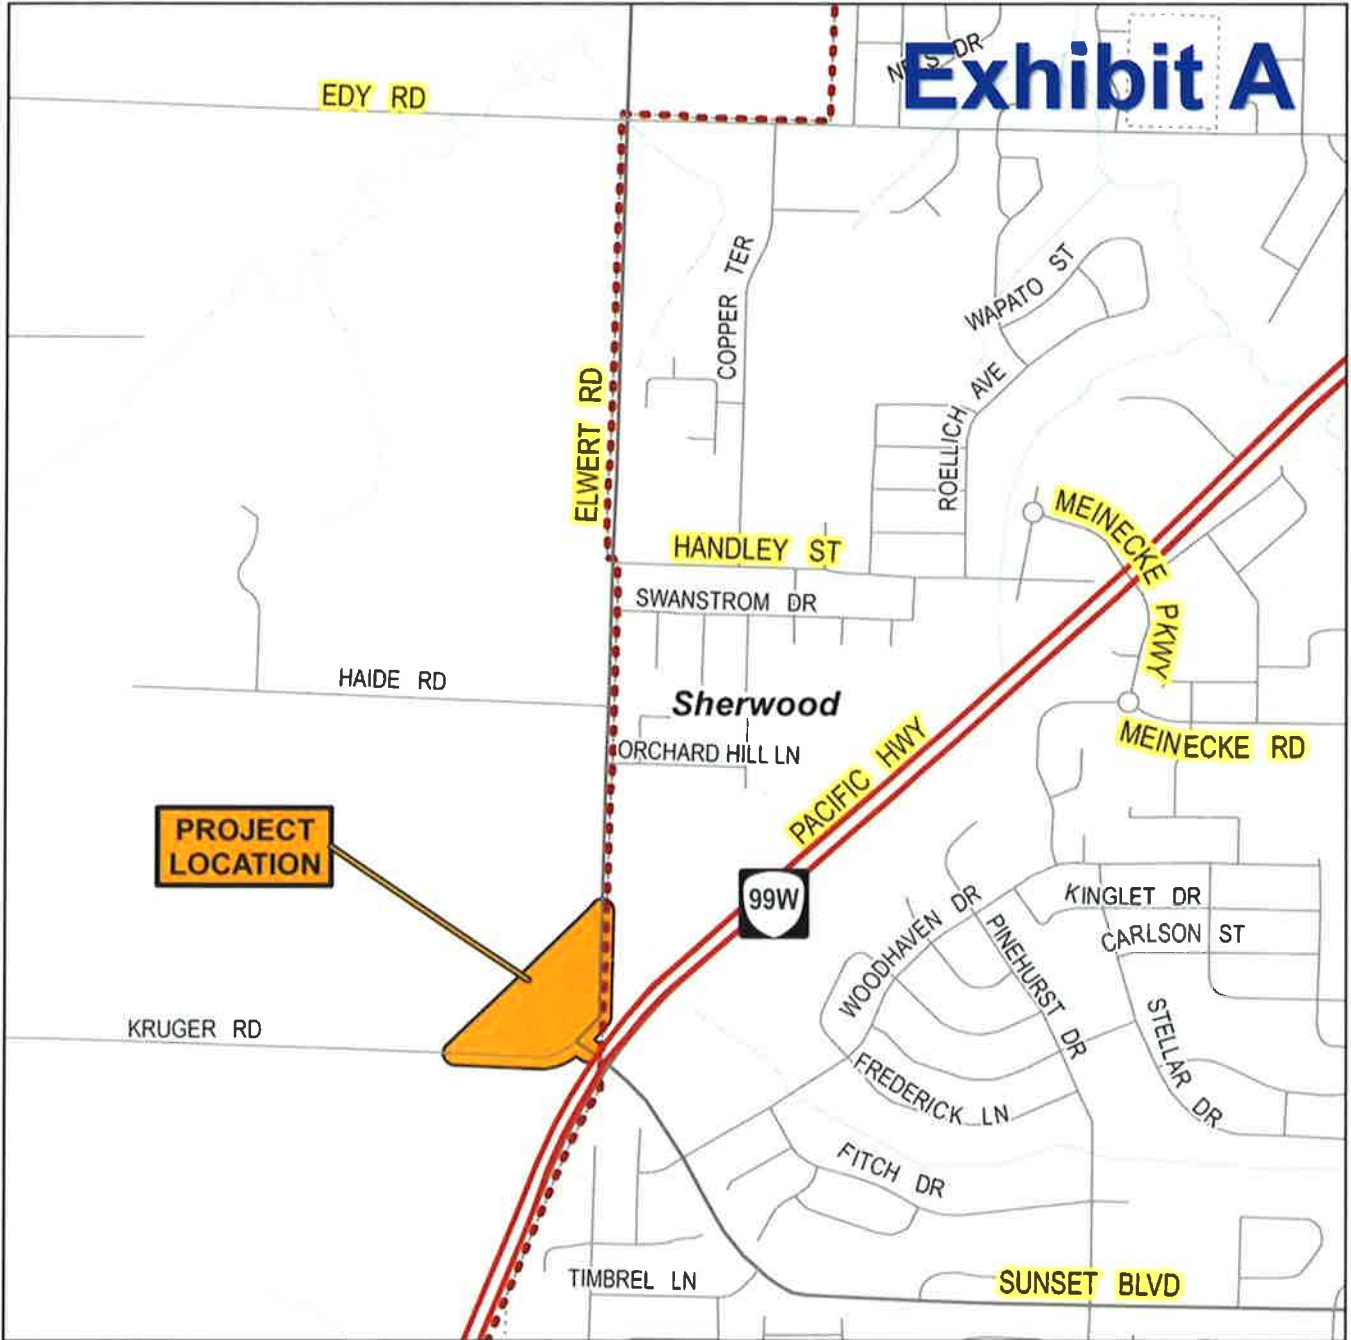 Exhibit A
EDY RD
COPPER TER
WAPATO ST
ELWERT RD
ROELLICH AVE
MEINECKE PKWY
HANDLEY ST
SWANSTROM DR
HAIDE RD
Sherwood
MEINECKE RD
ORCHARD HILL LN
PACIFIC HWY
PROJECT
LOCATION
99W
KINGLET DR
WOODHAVEN DR
PINEHURST DR
CARLSON ST
KRUGER RD
STELLAR DR
FREDERICK LN
FITCH DR
TIMBREL LN
SUNSET BLVD